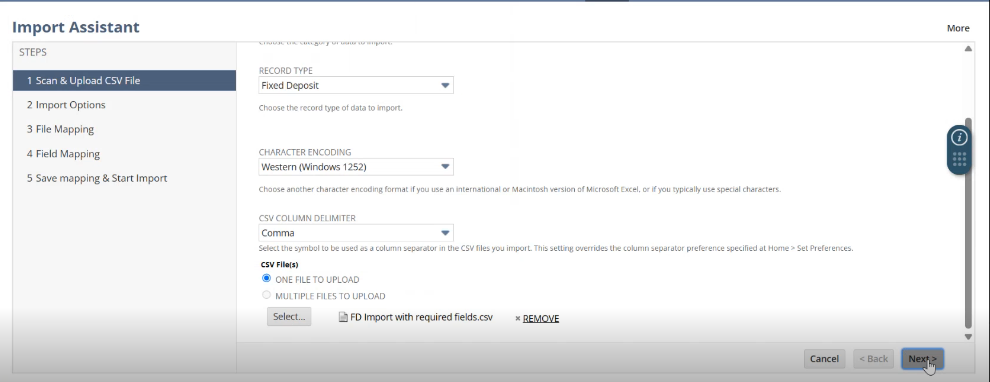 Import Assistant
More
STEPS
1 Scan & Upload CSV File
2 Import Options
3 File Mapping
4 Field Mapping
5 Save mapping & Start Import
Choose the category of data to import.
RECORD TYPE
Fixed Deposit
Choose the record type of data to import.
CHARACTER ENCODING
Western (Windows 1252)
Choose another character encoding format if you use an international or Macintosh version of Microsoft Excel, or if you typically use special characters.
CSV COLUMN DELIMITER
Comma
Select the symbol to be used as a column separator in the CSV files you import. This setting overrides the column separator preference specified at Home > Set Preferences.
CSV File(s)
ONE FILE TO UPLOAD
MULTIPLE FILES TO UPLOAD
Select... FD Import with required fields.csv × REMOVE
Cancel < Back Next >